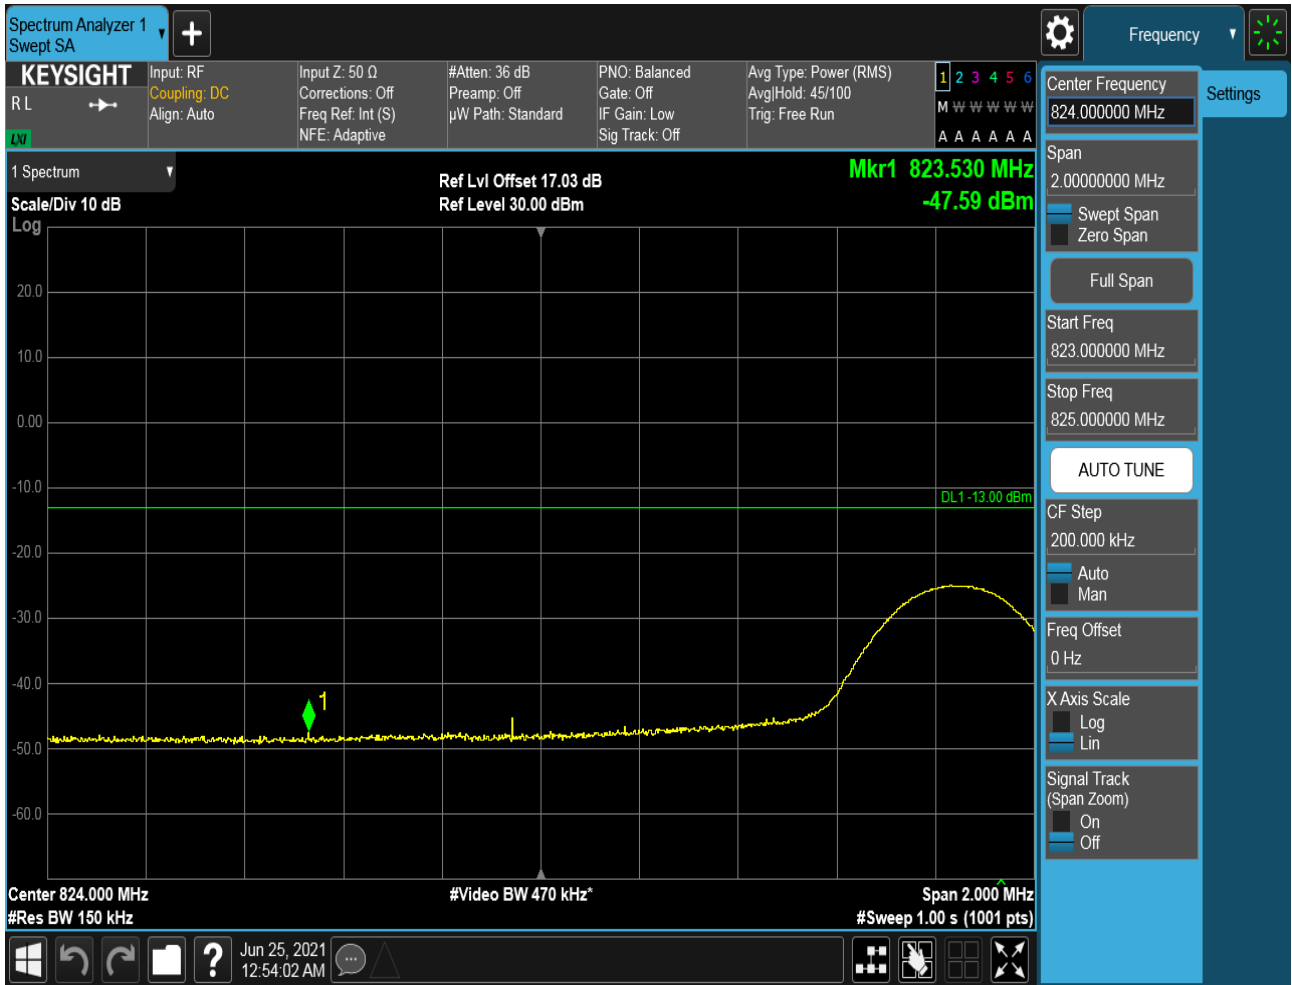 Spectrum Analyzer 1
Swept SA
Frequency
KEYSIGHT
R L
LXI
Input: RF
Coupling: DC
Align: Auto
Input Z: 50 Ω
Corrections: Off
Freq Ref: Int (S)
NFE: Adaptive
#Atten: 36 dB
Preamp: Off
µW Path: Standard
PNO: Balanced
Gate: Off
IF Gain: Low
Sig Track: Off
Avg Type: Power (RMS)
Avg|Hold: 45/100
Trig: Free Run
1 2 3 4 5 6
M W W W W W
A A A A A A
1 Spectrum
Scale/Div 10 dB
Log
Ref Lvl Offset 17.03 dB
Ref Level 30.00 dBm
Mkr1 823.530 MHz
-47.59 dBm
20.0
10.0
0.00
-10.0
DL1 -13.00 dBm
-20.0
-30.0
-40.0
1
-50.0
-60.0
Center 824.000 MHz
#Res BW 150 kHz
#Video BW 470 kHz*
Span 2.000 MHz
#Sweep 1.00 s (1001 pts)
Jun 25, 2021
12:54:02 AM
Center Frequency
824.000000 MHz
Settings
Span
2.00000000 MHz
Swept Span
Zero Span
Full Span
Start Freq
823.000000 MHz
Stop Freq
825.000000 MHz
AUTO TUNE
CF Step
200.000 kHz
Auto
Man
Freq Offset
0 Hz
X Axis Scale
Log
Lin
Signal Track
(Span Zoom)
On
Off